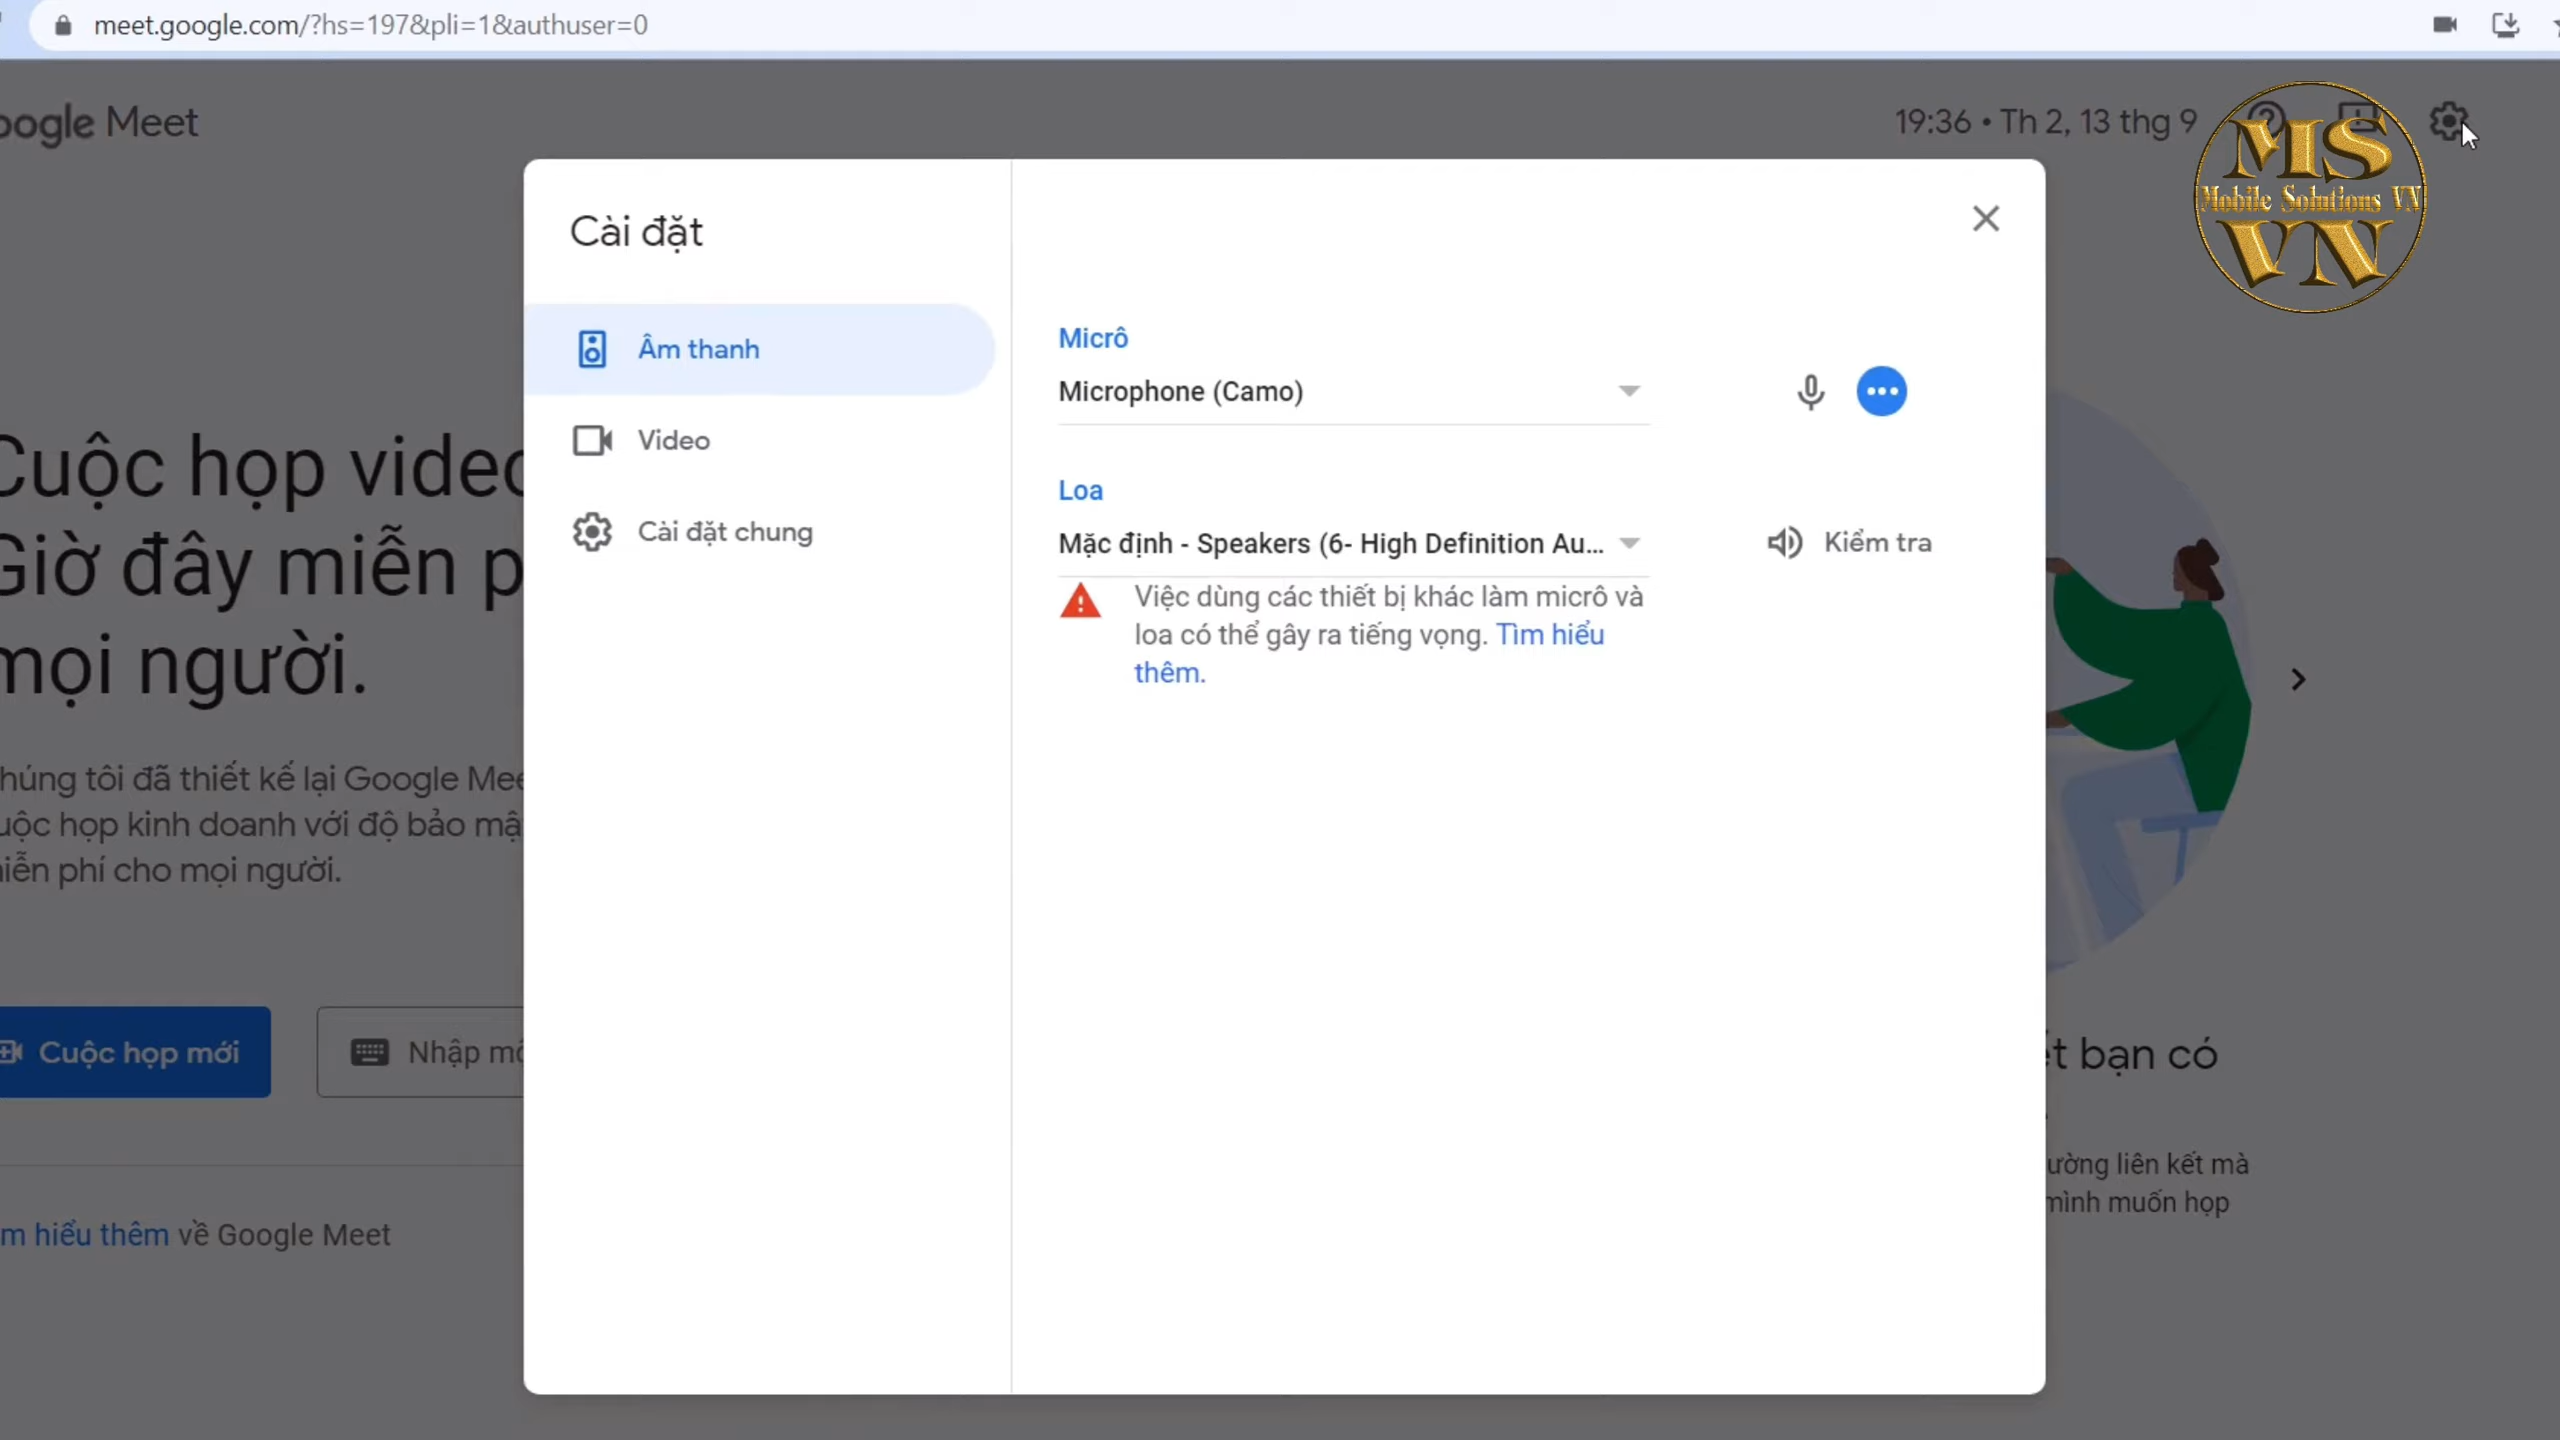 meet.google.com/?hs=197&pli=1&authuser=0
oogle Meet
19:36 • Th 2, 13 thg 9
MS
Mobile Solutions VN
VN
Cài đặt
Âm thanh
Video
Cài đặt chung
Micrô
Microphone (Camo)
Loa
Mặc định - Speakers (6- High Definition Au...
Kiểm tra
Việc dùng các thiết bị khác làm micrô và
loa có thể gây ra tiếng vọng. Tìm hiểu
thêm.
Cuộc họp video
Giờ đây miễn p
mọi người.
húng tôi đã thiết kế lại Google Mee
uộc họp kinh doanh với độ bảo mậ
iễn phí cho mọi người.
Cuộc họp mới
Nhập mộ
m hiểu thêm về Google Meet
ết bạn có
ường liên kết mà
mình muốn họp